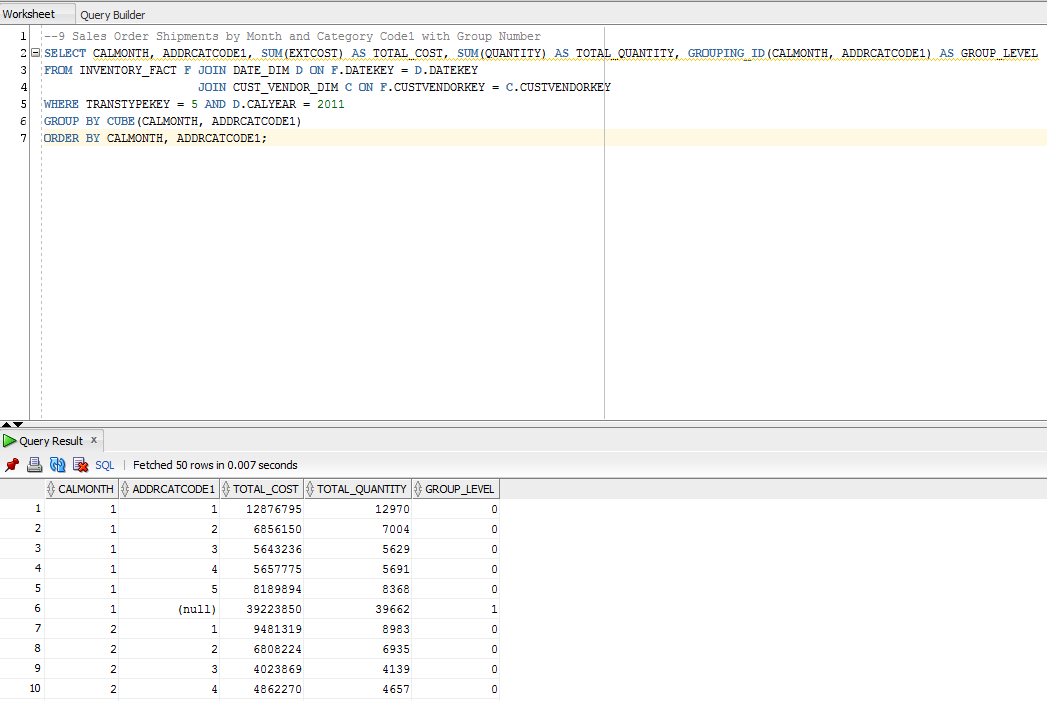 Worksheet Query Builder
1 --9 Sales Order Shipments by Month and Category Code1 with Group Number
2 SELECT CALMONTH, ADDRCATCODE1, SUM(EXTCOST) AS TOTAL_COST, SUM(QUANTITY) AS TOTAL_QUANTITY, GROUPING_ID(CALMONTH, ADDRCATCODE1) AS GROUP_LEVEL
3 FROM INVENTORY_FACT F JOIN DATE_DIM D ON F.DATEKEY = D.DATEKEY
4 JOIN CUST_VENDOR_DIM C ON F.CUSTVENDORKEY = C.CUSTVENDORKEY
5 WHERE TRANSTYPEKEY = 5 AND D.CALYEAR = 2011
6 GROUP BY CUBE(CALMONTH, ADDRCATCODE1)
7 ORDER BY CALMONTH, ADDRCATCODE1;
Query Result x
SQL | Fetched 50 rows in 0.007 seconds
CALMONTH ADDRCATCODE1 TOTAL_COST TOTAL_QUANTITY GROUP_LEVEL
1 1 1 12876795 12970 0
2 1 2 6856150 7004 0
3 1 3 5643236 5629 0
4 1 4 5657775 5691 0
5 1 5 8189894 8368 0
6 1 (null) 39223850 39662 1
7 2 1 9481319 8983 0
8 2 2 6808224 6935 0
9 2 3 4023869 4139 0
10 2 4 4862270 4657 0